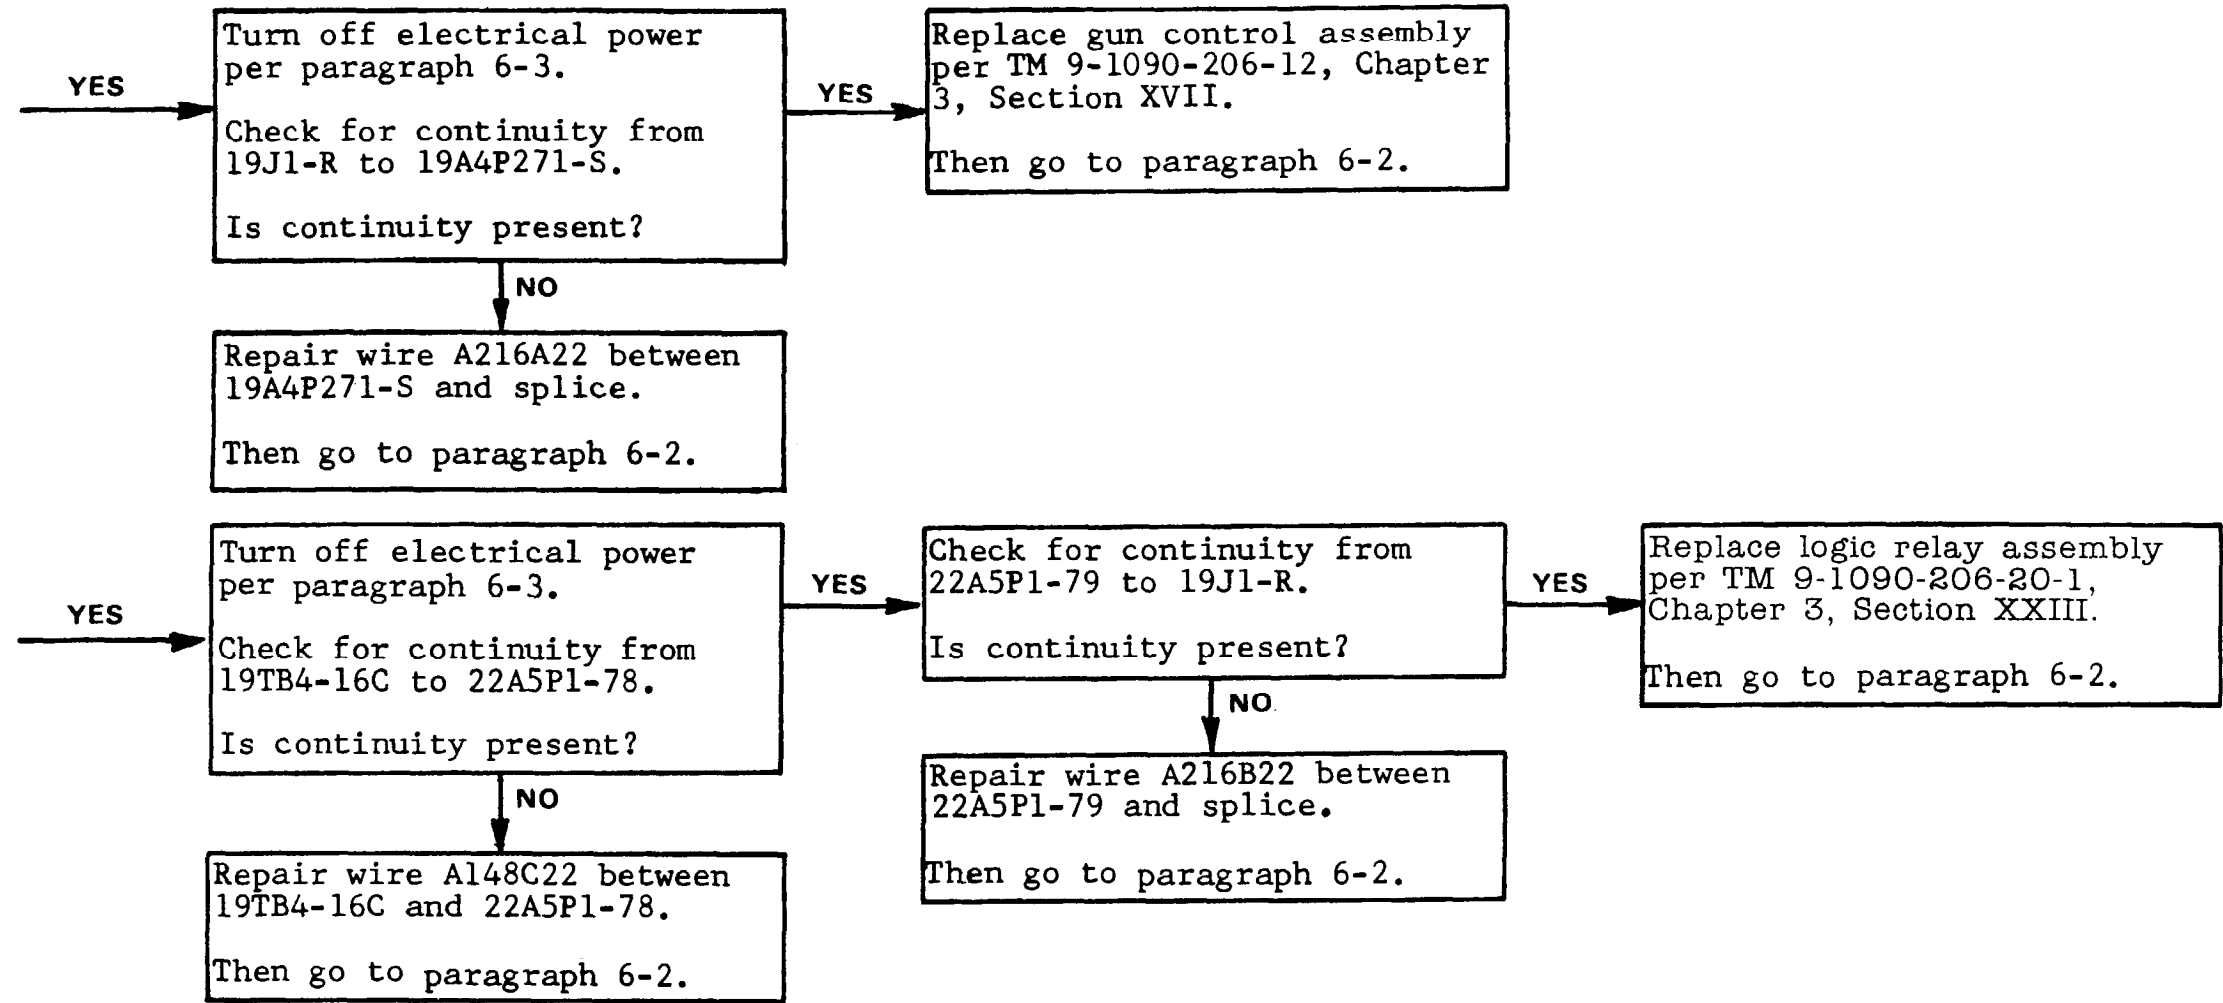 YES
Turn off electrical power
per paragraph 6-3.
Check for continuity from
19J1-R to 19A4P271-S.
Is continuity present?
YES
Replace gun control assembly
per TM 9-1090-206-12, Chapter
3, Section XVII.
Then go to paragraph 6-2.
NO
Repair wire A216A22 between
19A4P271-S and splice.
Then go to paragraph 6-2.
YES
Turn off electrical power
per paragraph 6-3.
Check for continuity from
19TB4-16C to 22A5P1-78.
Is continuity present?
YES
Check for continuity from
22A5P1-79 to 19J1-R.
Is continuity present?
YES
Replace logic relay assembly
per TM 9-1090-206-20-1,
Chapter 3, Section XXIII.
Then go to paragraph 6-2.
NO
Repair wire A216B22 between
22A5P1-79 and splice.
Then go to paragraph 6-2.
NO
Repair wire A148C22 between
19TB4-16C and 22A5P1-78.
Then go to paragraph 6-2.